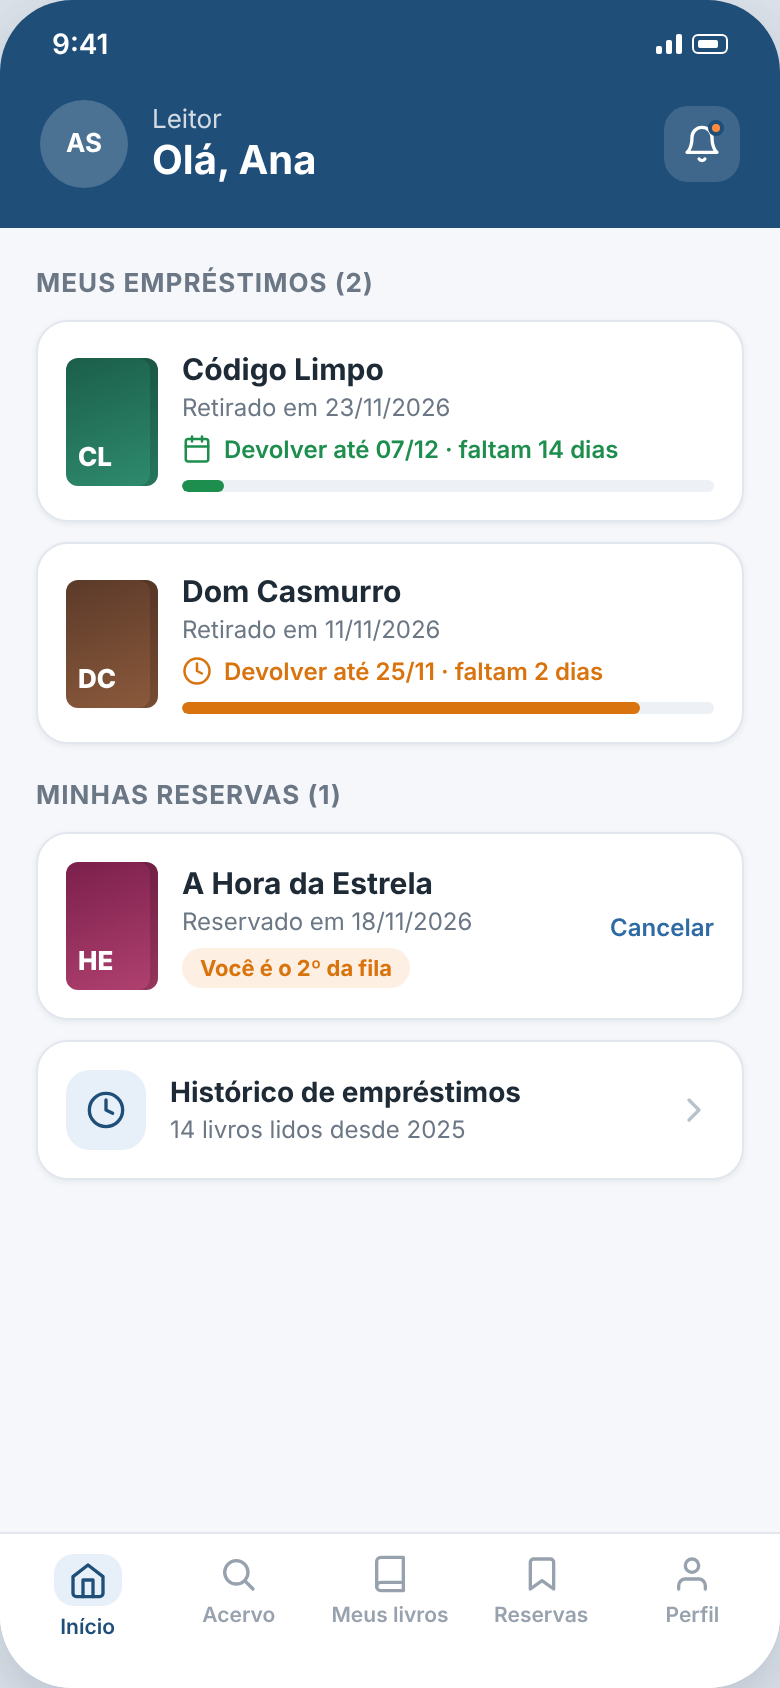 9:41
AS
Leitor
Olá, Ana
MEUS EMPRÉSTIMOS (2)
CL
Código Limpo
Retirado em 23/11/2026
Devolver até 07/12 · faltam 14 dias
DC
Dom Casmurro
Retirado em 11/11/2026
Devolver até 25/11 · faltam 2 dias
MINHAS RESERVAS (1)
HE
A Hora da Estrela
Reservado em 18/11/2026
Você é o 2º da fila
Cancelar
Histórico de empréstimos
14 livros lidos desde 2025
Início
Acervo
Meus livros
Reservas
Perfil